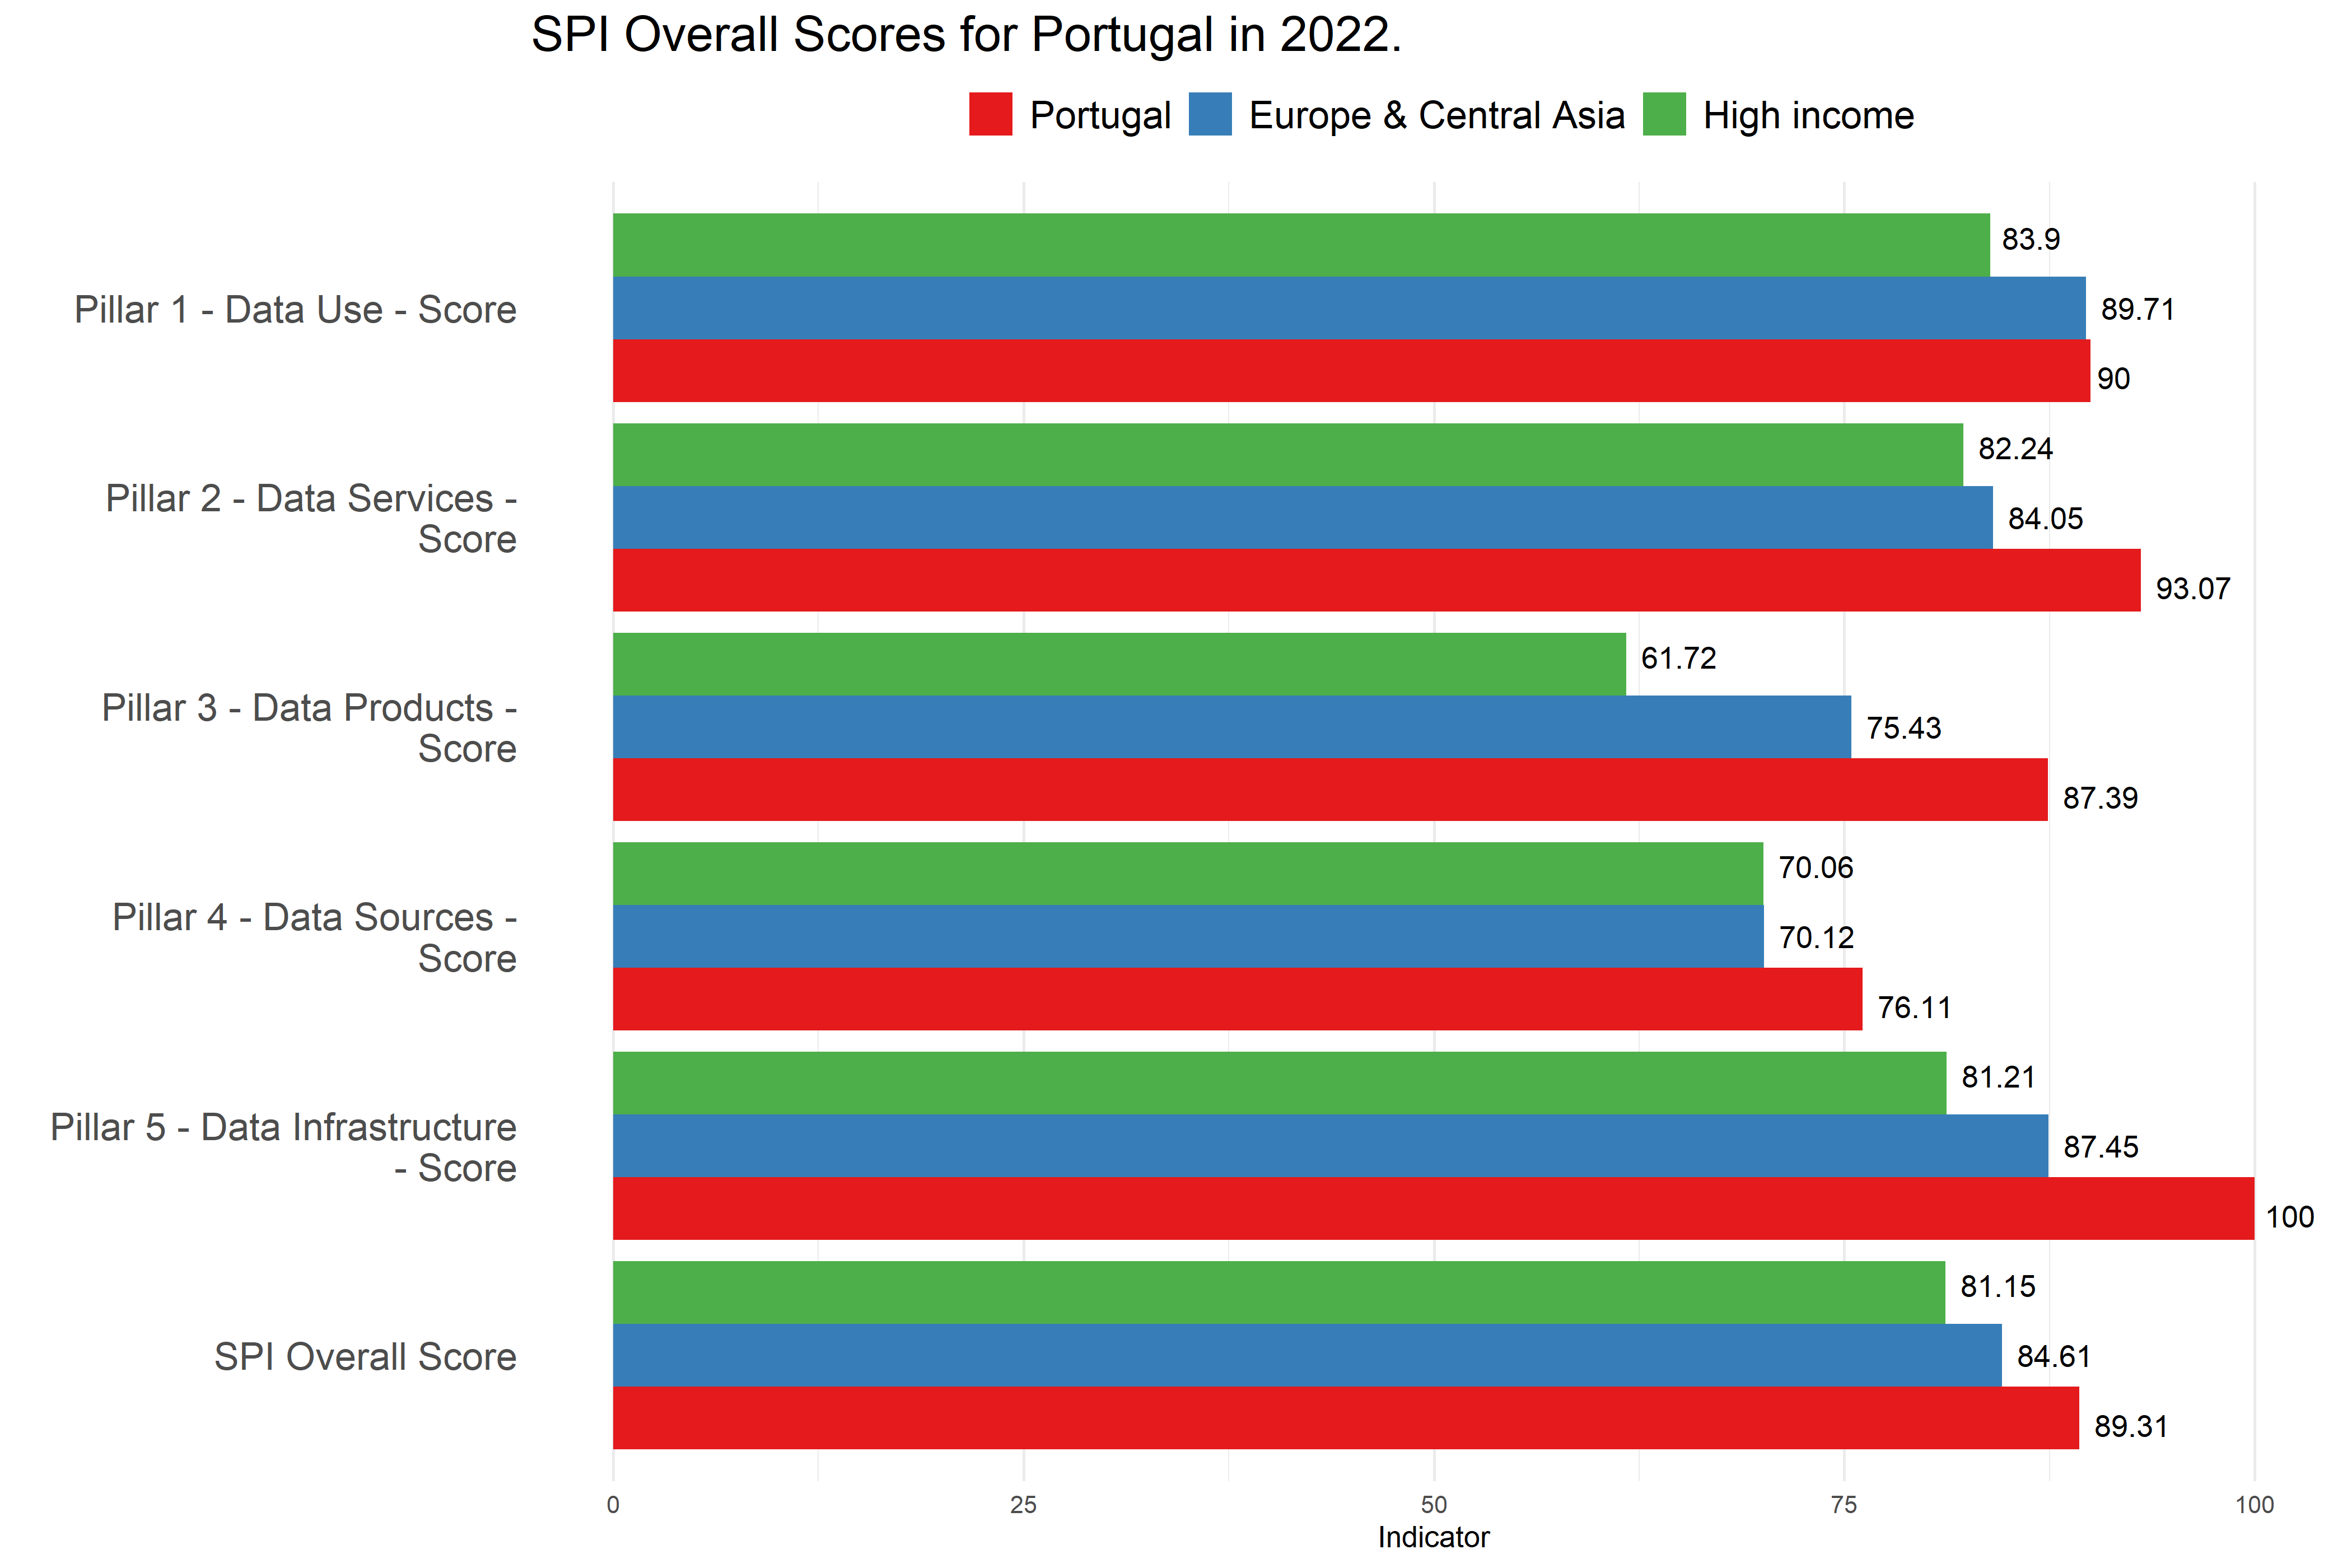 SPI Overall Scores for Portugal in 2022.
Portugal Europe & Central Asia High income
Pillar 1 - Data Use - Score
83.9
89.71
90
Pillar 2 - Data Services -
Score
82.24
84.05
93.07
Pillar 3 - Data Products -
Score
61.72
75.43
87.39
Pillar 4 - Data Sources -
Score
70.06
70.12
76.11
Pillar 5 - Data Infrastructure
- Score
81.21
87.45
100
SPI Overall Score
81.15
84.61
89.31
0 25 50 75 100
Indicator